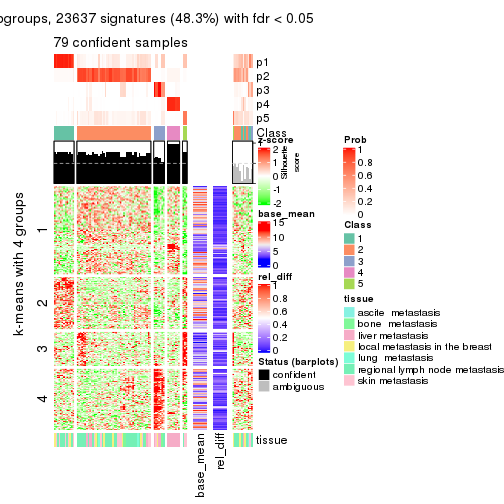 ogroups, 23637 signatures (48.3%) with fdr < 0.05
79 confident samples
p1
p2
p3
p4
p5
Class
Silhouette
score
k-means with 4 groups
1
2
3
4
base_mean
rel_diff
tissue
z-score
2
1
0
-1
-2
base_mean
15
10
5
0
rel_diff
1
0.8
0.6
0.4
0.2
0
Status (barplots)
confident
ambiguous
Prob
1
0.8
0.6
0.4
0.2
0
Class
1
2
3
4
5
tissue
ascite metastasis
bone metastasis
liver metastasis
local metastasis in the breast
lung metastasis
regional lymph node metastasis
skin metastasis